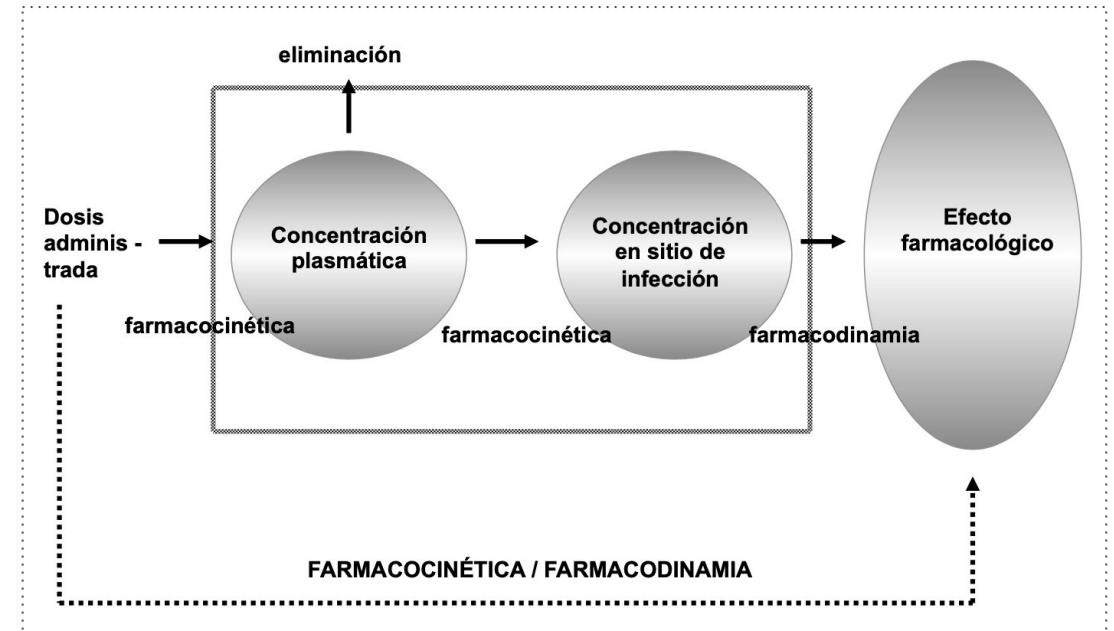 eliminación
Dosis
adminis -
trada
Concentración
plasmática
Concentración
en sitio de
infección
Efecto
farmacológico
farmacocinética
farmacocinética
farmacodinamia
FARMACOCINÉTICA / FARMACODINAMIA